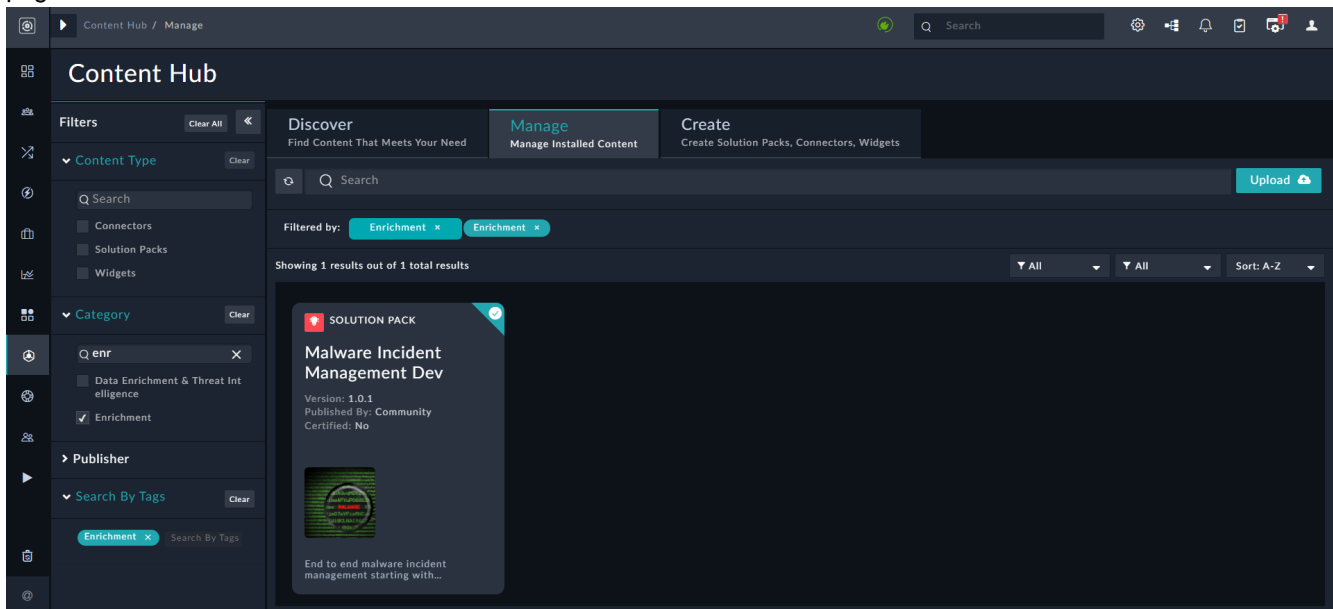 Content Hub / Manage
Search
Content Hub
Filters
Clear All
Discover
Find Content That Meets Your Need
Manage
Manage Installed Content
Create
Create Solution Packs, Connectors, Widgets
Content Type
Clear
Search
Connectors
Solution Packs
Widgets
Search
Upload
Filtered by: Enrichment × Enrichment ×
Showing 1 results out of 1 total results
All
All
Sort: A-Z
Category
Clear
enr
Data Enrichment & Threat Int
elligence
Enrichment
Publisher
Search By Tags
Clear
Enrichment ×
Search By Tags
SOLUTION PACK
Malware Incident
Management Dev
Version: 1.0.1
Published By: Community
Certified: No
End to end malware incident
management starting with...
@